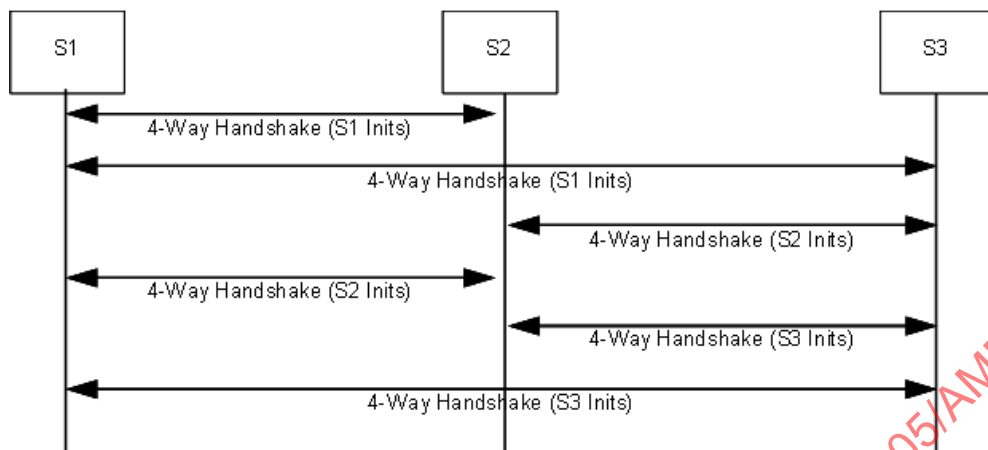 S1
S2
S3
4-Way Handshake (S1 Inits)
4-Way Handshake (S1 Inits)
4-Way Handshake (S2 Inits)
4-Way Handshake (S2 Inits)
4-Way Handshake (S3 Inits)
4-Way Handshake (S3 Inits)